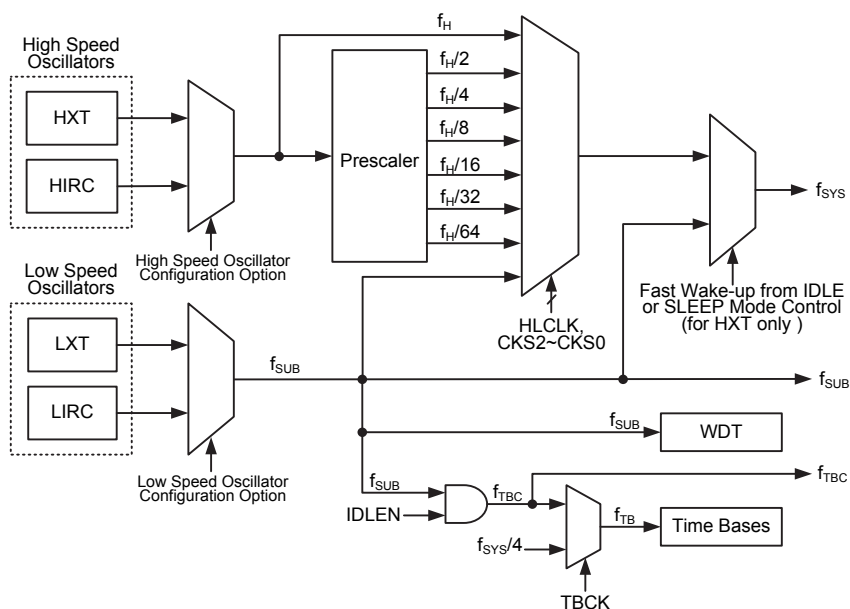 High Speed
Oscillators
HXT
HIRC
High Speed Oscillator
Configuration Option
fH
Prescaler
fH/2
fH/4
fH/8
fH/16
fH/32
fH/64
HLCLK,
CKS2~CKS0
fSYS
Fast Wake-up from IDLE
or SLEEP Mode Control
(for HXT only )
Low Speed
Oscillators
LXT
LIRC
Low Speed Oscillator
Configuration Option
fSUB
fSUB
fSUB
WDT
fSUB
IDLEN
fTBC
fTBC
fSYS/4
TBCK
fTB
Time Bases